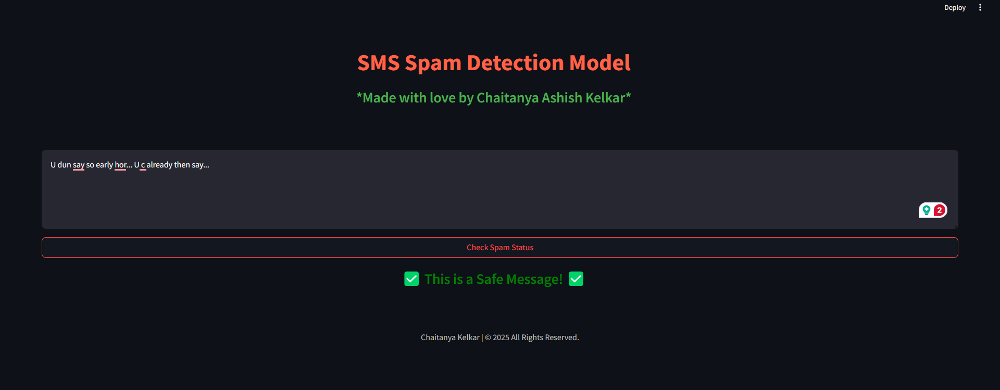 Deploy
SMS Spam Detection Model
*Made with love by Chaitanya Ashish Kelkar*
U dun say so early hor... U c already then say...
2
Check Spam Status
✅ This is a Safe Message! ✅
Chaitanya Kelkar | © 2025 All Rights Reserved.